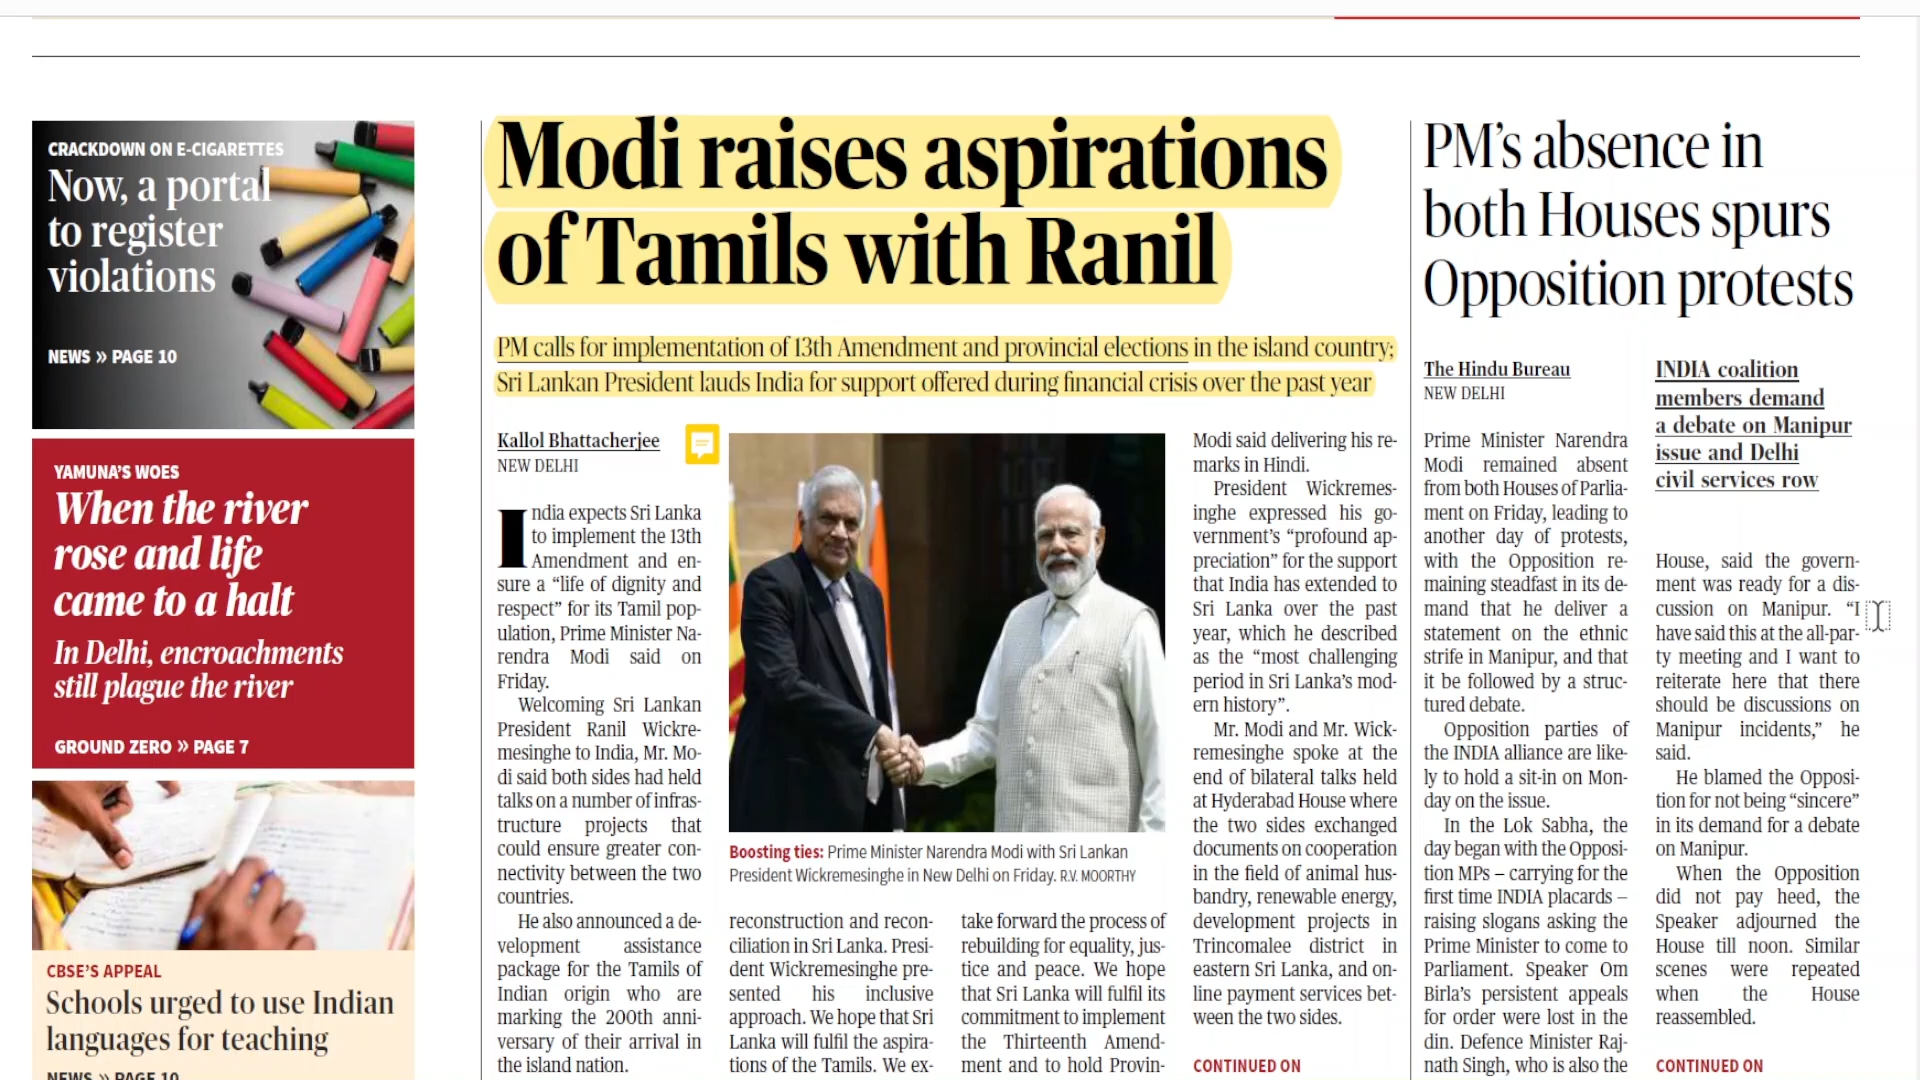 CRACKDOWN ON E-CIGARETTES
Now, a portal
to register
violations
NEWS » PAGE 10
YAMUNA'S WOES
When the river
rose and life
came to a halt
In Delhi, encroachments
still plague the river
GROUND ZERO » PAGE 7
CBSE'S APPEAL
Schools urged to use Indian
languages for teaching
NEWS » PAGE 10
Modi raises aspirations
of Tamils with Ranil
PM calls for implementation of 13th Amendment and provincial elections in the island country;
Sri Lankan President lauds India for support offered during financial crisis over the past year
Kallol Bhattacherjee
NEW DELHI
India expects Sri Lanka
to implement the 13th
Amendment and en-
sure a “life of dignity and
respect” for its Tamil pop-
ulation, Prime Minister Na-
rendra Modi said on
Friday.
Welcoming Sri Lankan
President Ranil Wickre-
mesinghe to India, Mr. Mo-
di said both sides had held
talks on a number of infras-
tructure projects that
could ensure greater con-
nectivity between the two
countries.
He also announced a de-
velopment assistance
package for the Tamils of
Indian origin who are
marking the 200th anni-
versary of their arrival in
the island nation.
Boosting ties: Prime Minister Narendra Modi with Sri Lankan
President Wickremesinghe in New Delhi on Friday. R.V. MOORTHY
reconstruction and recon-
ciliation in Sri Lanka. Presi-
dent Wickremesinghe pre-
sented his inclusive
approach. We hope that Sri
Lanka will fulfil the aspira-
tions of the Tamils. We ex-
take forward the process of
rebuilding for equality, jus-
tice and peace. We hope
that Sri Lanka will fulfil its
commitment to implement
the Thirteenth Amend-
ment and to hold Provin-
Modi said delivering his re-
marks in Hindi.
President Wickremes-
inghe expressed his go-
vernment's “profound ap-
preciation” for the support
that India has extended to
Sri Lanka over the past
year, which he described
as the “most challenging
period in Sri Lanka's mod-
ern history”.
Mr. Modi and Mr. Wick-
remesinghe spoke at the
end of bilateral talks held
at Hyderabad House where
the two sides exchanged
documents on cooperation
in the field of animal hus-
bandry, renewable energy,
development projects in
Trincomalee district in
eastern Sri Lanka, and on-
line payment services bet-
ween the two sides.
CONTINUED ON
PM's absence in
both Houses spurs
Opposition protests
The Hindu Bureau
NEW DELHI
Prime Minister Narendra
Modi remained absent
from both Houses of Parlia-
ment on Friday, leading to
another day of protests,
with the Opposition re-
maining steadfast in its de-
mand that he deliver a
statement on the ethnic
strife in Manipur, and that
it be followed by a struc-
tured debate.
Opposition parties of
the INDIA alliance are like-
ly to hold a sit-in on Mon-
day on the issue.
In the Lok Sabha, the
day began with the Opposi-
tion MPs – carrying for the
first time INDIA placards –
raising slogans asking the
Prime Minister to come to
Parliament. Speaker Om
Birla's persistent appeals
for order were lost in the
din. Defence Minister Raj-
nath Singh, who is also the
INDIA coalition
members demand
a debate on Manipur
issue and Delhi
civil services row
House, said the govern-
ment was ready for a dis-
cussion on Manipur. “I
have said this at the all-par-
ty meeting and I want to
reiterate here that there
should be discussions on
Manipur incidents,” he
said.
He blamed the Opposi-
tion for not being “sincere”
in its demand for a debate
on Manipur.
When the Opposition
did not pay heed, the
Speaker adjourned the
House till noon. Similar
scenes were repeated
when the House
reassembled.
CONTINUED ON